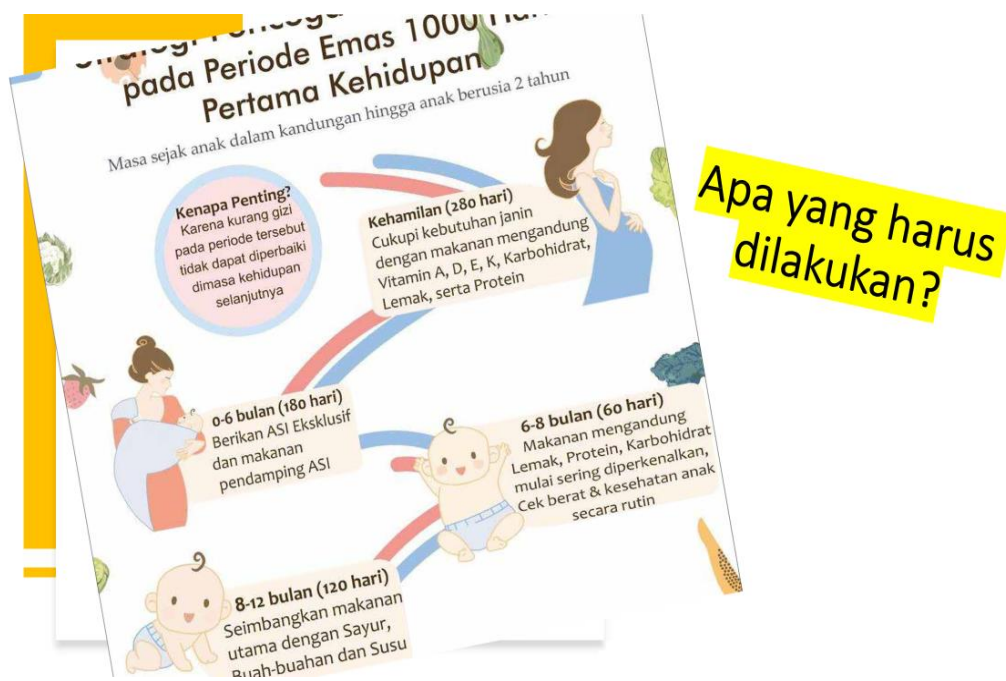 pada Periode Emas 1000
Pertama Kehidupan
Masa sejak anak dalam kandungan hingga anak berusia 2 tahun
Kenapa Penting?
Karena kurang gizi
pada periode tersebut
tidak dapat diperbaiki
dimasa kehidupan
selanjutnya
Kehamilan (280 hari)
Cukupi kebutuhan janin
dengan makanan mengandung
Vitamin A, D, E, K, Karbohidrat,
Lemak, serta Protein
Apa yang harus
dilakukan?
0-6 bulan (180 hari)
Berikan ASI Eksklusif
dan makanan
pendamping ASI
6-8 bulan (60 hari)
Makanan mengandung
Lemak, Protein, Karbohidrat
mulai sering diperkenalkan,
Cek berat & kesehatan anak
secara rutin
8-12 bulan (120 hari)
Seimbangkan makanan
utama dengan Sayur,
Buah-buahan dan Susu